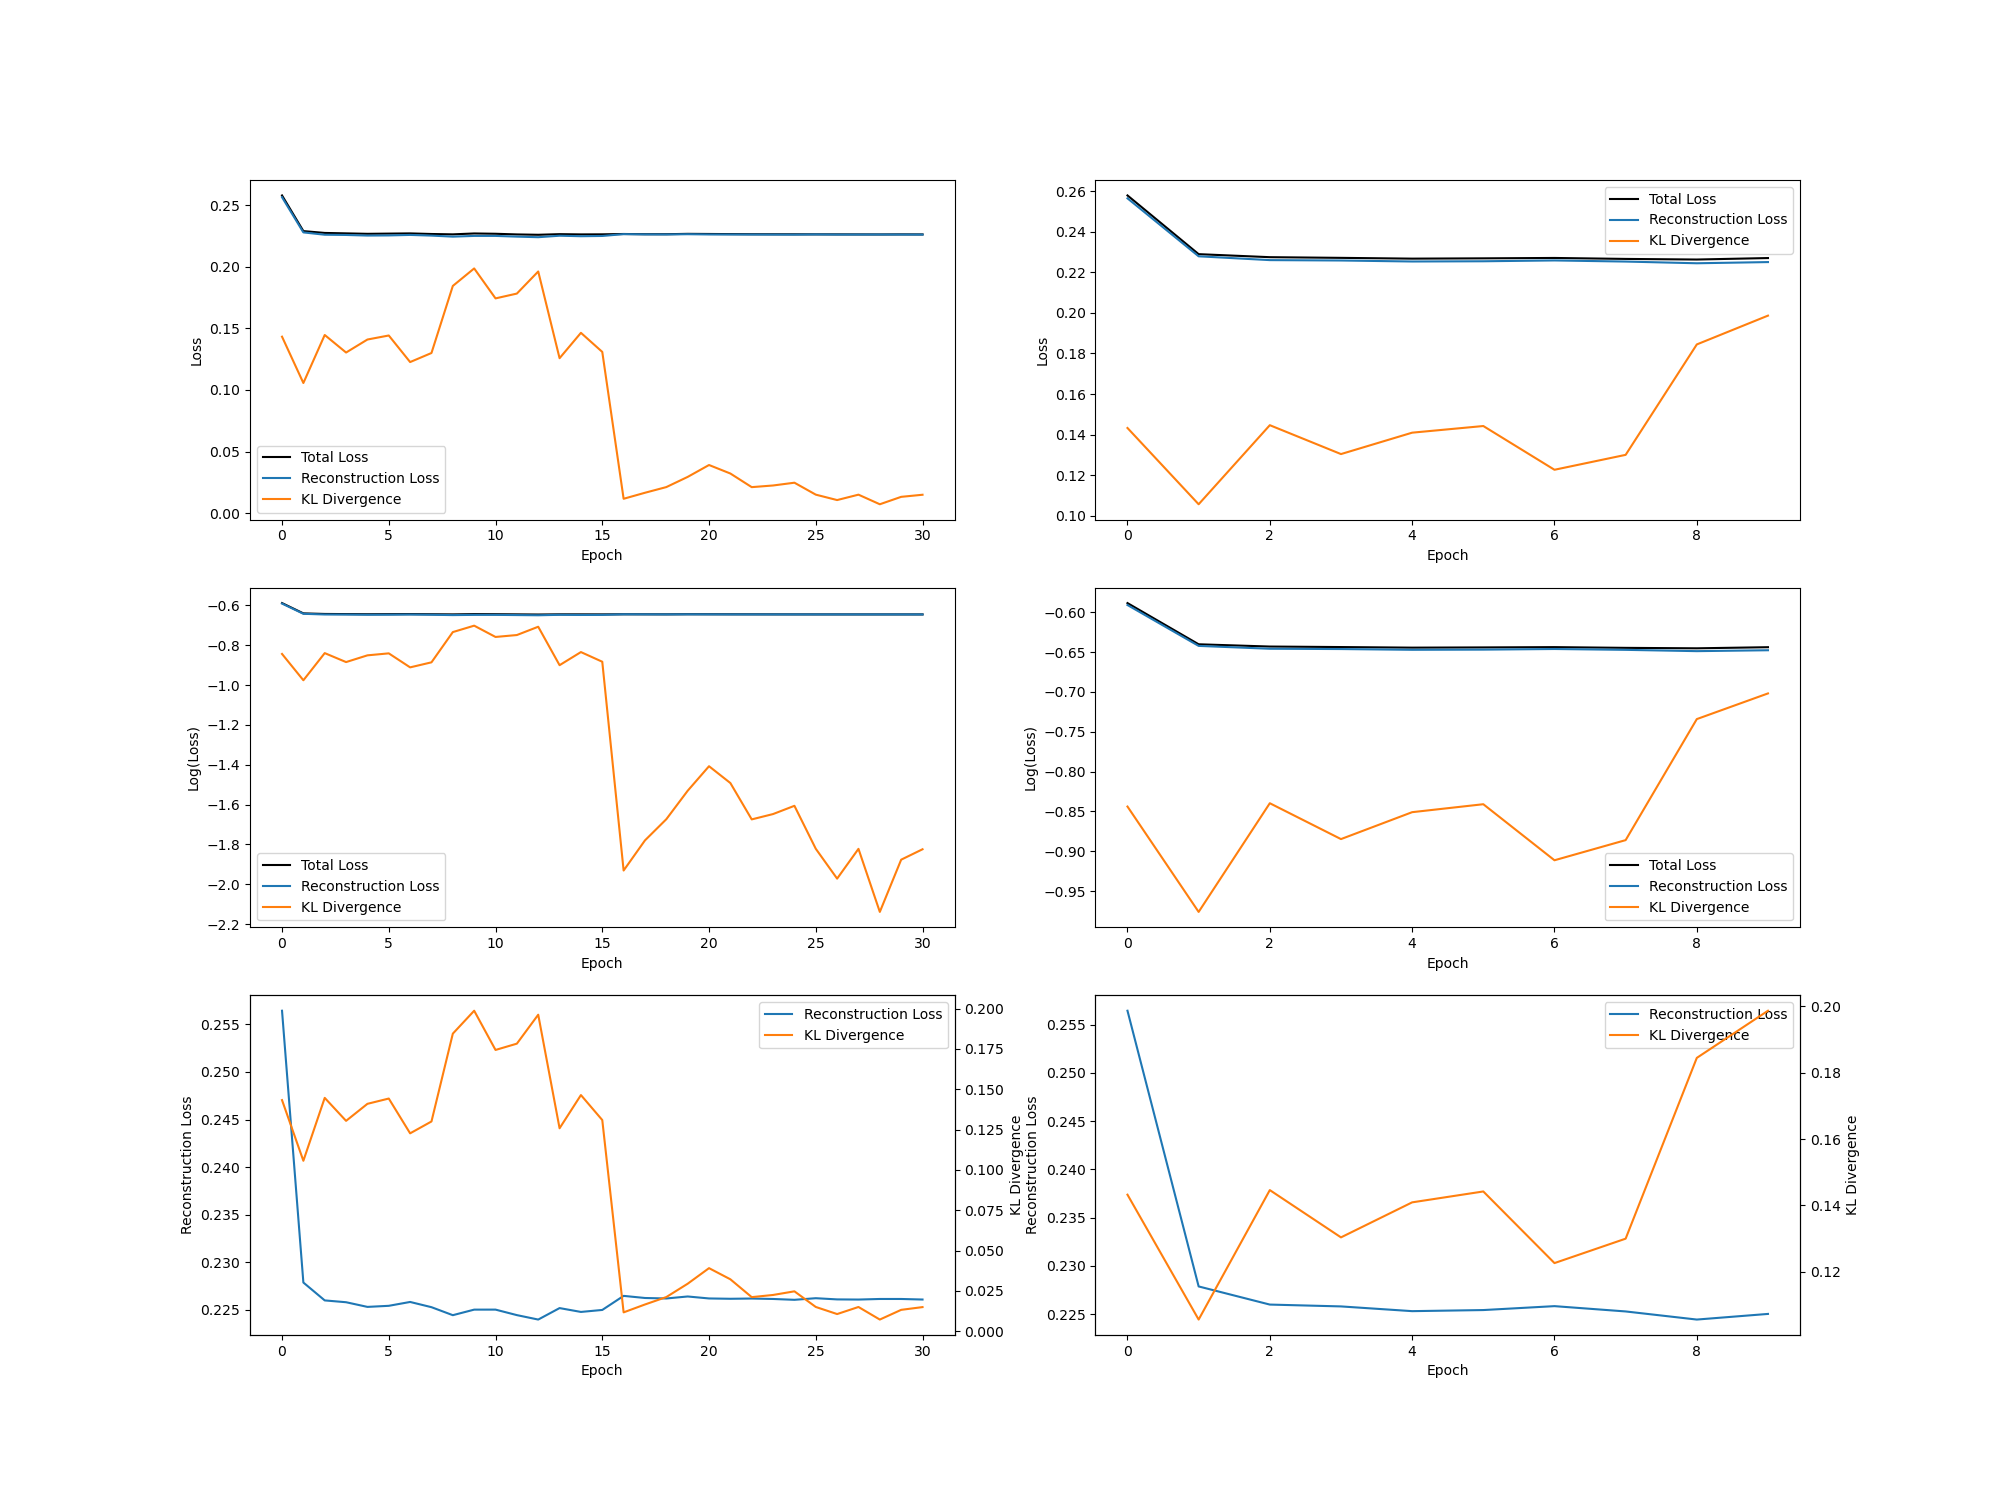 0.25
0.20
0.15
0.10
0.05
0.00
Loss
Total Loss
Reconstruction Loss
KL Divergence
0 5 10 15 20 25 30
Epoch
0.26
0.24
0.22
0.20
0.18
0.16
0.14
0.12
0.10
Loss
Total Loss
Reconstruction Loss
KL Divergence
0 2 4 6 8
Epoch
−0.6
−0.8
−1.0
−1.2
−1.4
−1.6
−1.8
−2.0
−2.2
Log(Loss)
Total Loss
Reconstruction Loss
KL Divergence
0 5 10 15 20 25 30
Epoch
−0.60
−0.65
−0.70
−0.75
−0.80
−0.85
−0.90
−0.95
Log(Loss)
Total Loss
Reconstruction Loss
KL Divergence
0 2 4 6 8
Epoch
0.255
0.250
0.245
0.240
0.235
0.230
0.225
Reconstruction Loss
Reconstruction Loss
KL Divergence
0.200
0.175
0.150
0.125
0.100
0.075
0.050
0.025
0.000
KL Divergence
0 5 10 15 20 25 30
Epoch
0.255
0.250
0.245
0.240
0.235
0.230
0.225
Reconstruction Loss
Reconstruction Loss
KL Divergence
0.20
0.18
0.16
0.14
0.12
KL Divergence
0 2 4 6 8
Epoch